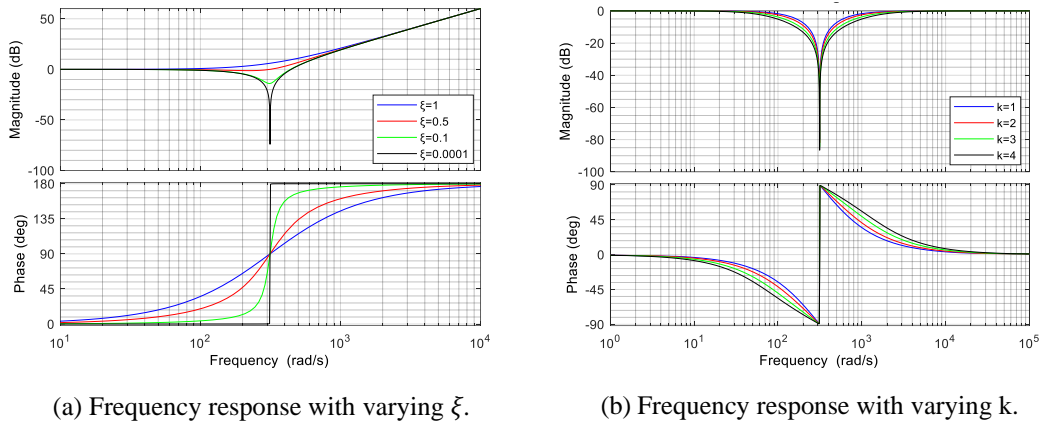 Magnitude (dB)
50
0
-50
-100
ξ=1
ξ=0.5
ξ=0.1
ξ=0.0001
Phase (deg)
180
135
90
45
0
10^1
10^2
10^3
10^4
Frequency (rad/s)
(a) Frequency response with varying ξ.
Magnitude (dB)
0
-20
-40
-60
-80
-100
k=1
k=2
k=3
k=4
Phase (deg)
90
45
0
-45
-90
10^0
10^1
10^2
10^3
10^4
10^5
Frequency (rad/s)
(b) Frequency response with varying k.